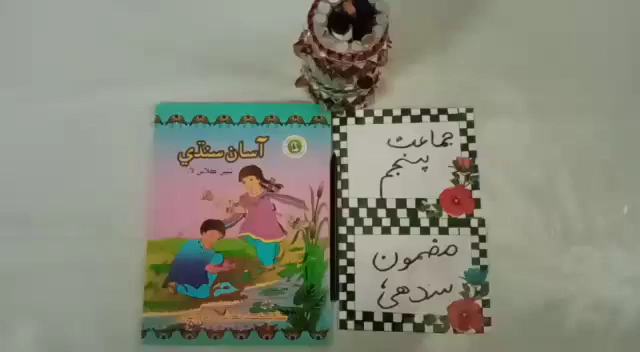 آسان سنڌي
جماعت
پنجم
مضمون
سندھی